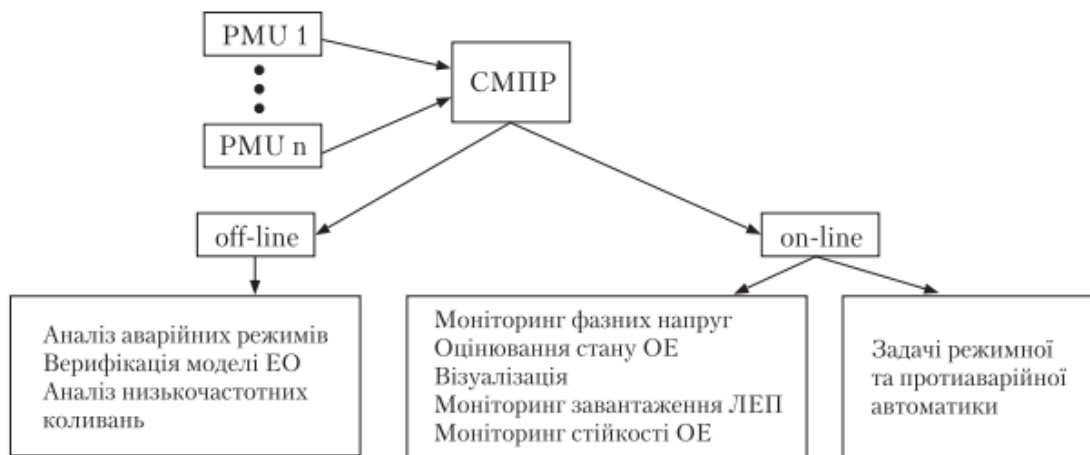 PMU 1
СМПР
PMU n
off-line
on-line
Аналіз аварійних режимів
Верифікація моделі ЕО
Аналіз низькочастотних
коливань
Моніторинг фазних напруг
Оцінювання стану ОЕ
Візуалізація
Моніторинг завантаження ЛЕП
Моніторинг стійкості ОЕ
Задачі режимної
та протиаварійної
автоматики